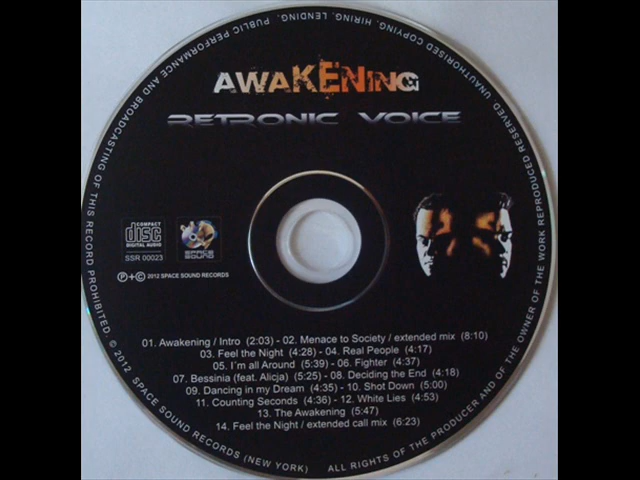 UNAUTHORISED COPYING, HIRING, LENDING, PUBLIC PERFORMANCE AND BROADCASTING OF THIS RECORD PROHIBITED. © 2012 SPACE SOUND RECORDS (NEW YORK) ALL RIGHTS OF THE PRODUCER AND OF THE OWNER OF THE WORK REPRODUCED RESERVED.
AWAKENING
RETRONIC VOICE
COMPACT
disc
DIGITAL AUDIO
SPACE
SOUND
SSR 00023
Ⓟ+© 2012 SPACE SOUND RECORDS
01. Awakening / Intro (2:03) - 02. Menace to Society / extended mix (8:10)
03. Feel the Night (4:28) - 04. Real People (4:17)
05. I´m all Around (5:39) - 06. Fighter (4:37)
07. Bessinia (feat. Alicja) (5:25) - 08. Deciding the End (4:18)
09. Dancing in my Dream (4:35) - 10. Shot Down (5:00)
11. Counting Seconds (4:36) - 12. White Lies (4:53)
13. The Awakening (5:47)
14. Feel the Night / extended call mix (6:23)